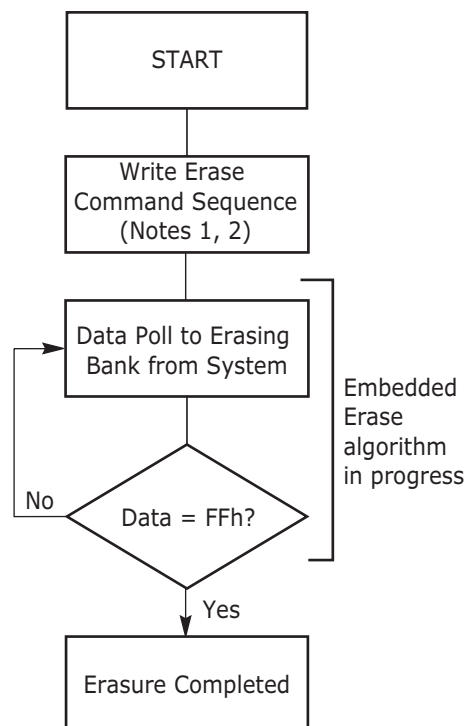 START
Write Erase
Command Sequence
(Notes 1, 2)
Data Poll to Erasing
Bank from System
Embedded
Erase
algorithm
in progress
No
Data = FFh?
Yes
Erasure Completed